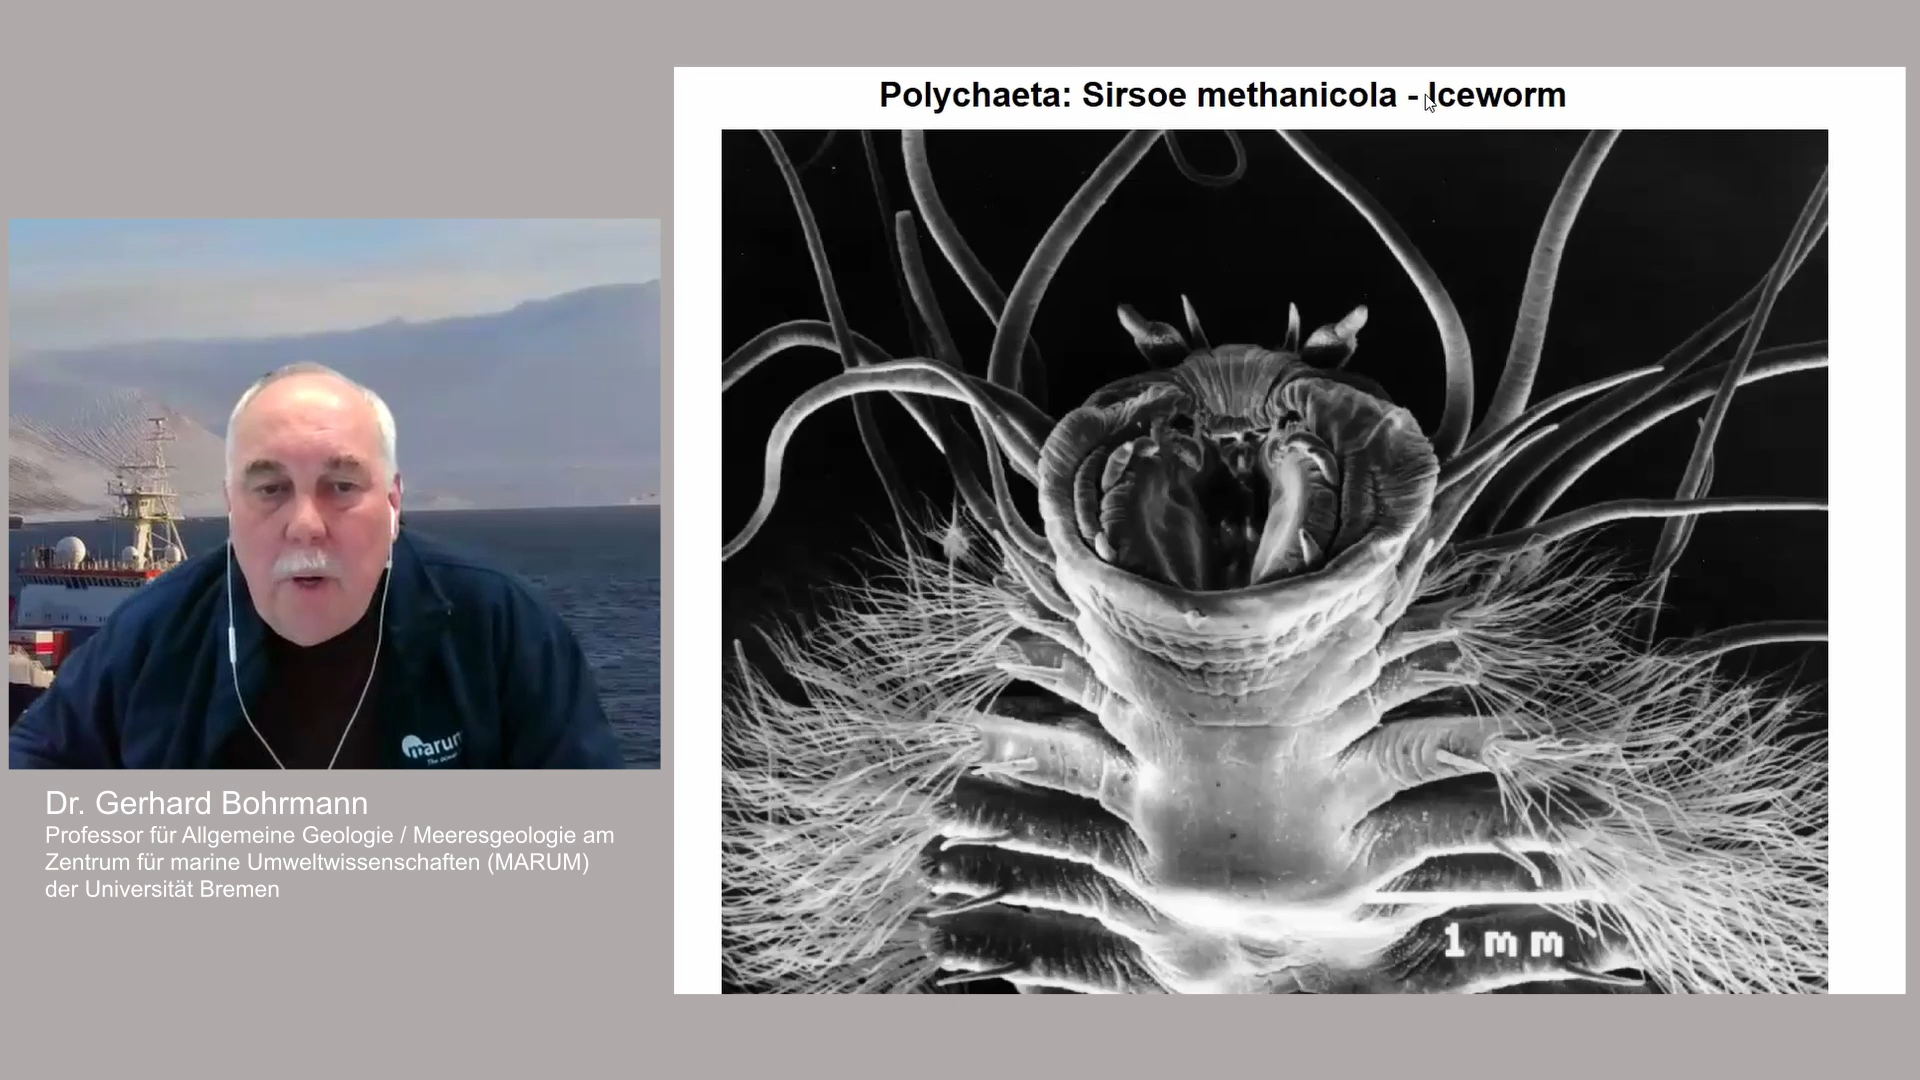 Polychaeta: Sirsoe methanicola - Iceworm
marum
1 mm
Dr. Gerhard Bohrmann
Professor für Allgemeine Geologie / Meeresgeologie am
Zentrum für marine Umweltwissenschaften (MARUM)
der Universität Bremen